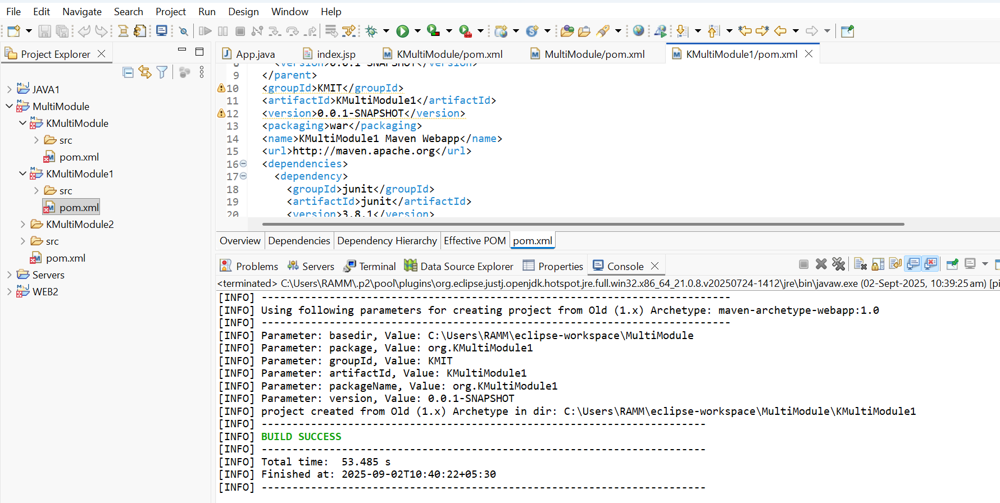 File Edit Navigate Search Project Run Design Window Help
Project Explorer
JAVA1
MultiModule
KMultiModule
src
pom.xml
KMultiModule1
src
pom.xml
KMultiModule2
src
pom.xml
Servers
WEB2
App.java index.jsp KMultiModule/pom.xml MultiModule/pom.xml KMultiModule1/pom.xml
8 <version>0.0.1-SNAPSHOT</version>
9 </parent>
10 <groupId>KMIT</groupId>
11 <artifactId>KMultiModule1</artifactId>
12 <version>0.0.1-SNAPSHOT</version>
13 <packaging>war</packaging>
14 <name>KMultiModule1 Maven Webapp</name>
15 <url>http://maven.apache.org</url>
16 <dependencies>
17 <dependency>
18 <groupId>junit</groupId>
19 <artifactId>junit</artifactId>
20 <version>3.8.1</version>
Overview Dependencies Dependency Hierarchy Effective POM pom.xml
Problems Servers Terminal Data Source Explorer Properties Console
<terminated> C:\Users\RAMM\.p2\pool\plugins\org.eclipse.justj.openjdk.hotspot.jre.full.win32.x86_64_21.0.8.v20250724-1412\jre\bin\javaw.exe (02-Sept-2025, 10:39:25 am) [pi
[INFO] ----------------------------------------------------------------------------
[INFO] Using following parameters for creating project from Old (1.x) Archetype: maven-archetype-webapp:1.0
[INFO] ----------------------------------------------------------------------------
[INFO] Parameter: basedir, Value: C:\Users\RAMM\eclipse-workspace\MultiModule
[INFO] Parameter: package, Value: org.KMultiModule1
[INFO] Parameter: groupId, Value: KMIT
[INFO] Parameter: artifactId, Value: KMultiModule1
[INFO] Parameter: packageName, Value: org.KMultiModule1
[INFO] Parameter: version, Value: 0.0.1-SNAPSHOT
[INFO] project created from Old (1.x) Archetype in dir: C:\Users\RAMM\eclipse-workspace\MultiModule\KMultiModule1
[INFO] ------------------------------------------------------------------------
[INFO] BUILD SUCCESS
[INFO] ------------------------------------------------------------------------
[INFO] Total time:  53.485 s
[INFO] Finished at: 2025-09-02T10:40:22+05:30
[INFO] ------------------------------------------------------------------------